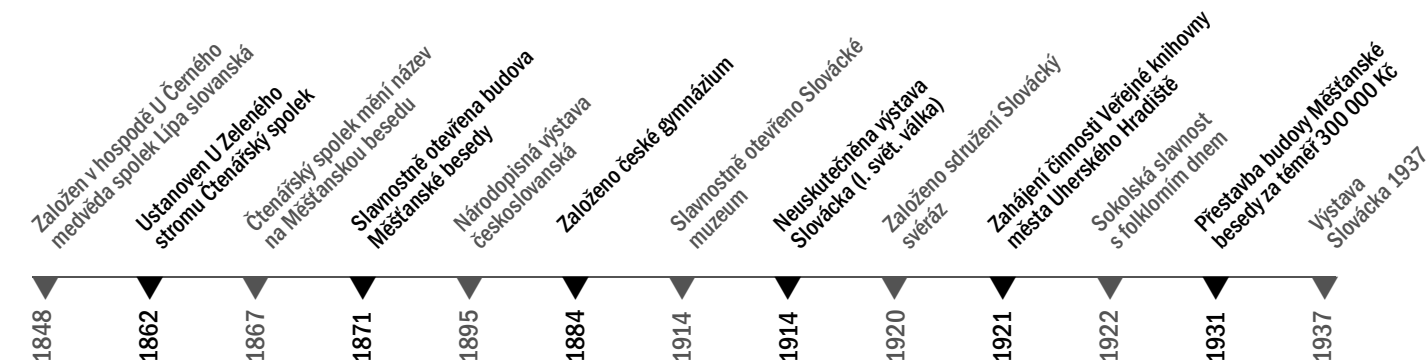 Založen v hospodě U Černého
medvěda spolek Lípa slovanská
1848
Ustanoven U Zeleného
stromu Čtenářský spolek
1862
Čtenářský spolek mění název
na Měšťanskou besedu
1867
Slavnostně otevřena budova
Měšťanské besedy
1871
Národopisná výstava
českoslovanská
1895
Založeno české gymnázium
1884
Slavnostně otevřeno Slovácké
muzeum
1914
Neuskutečněna výstava
Slovácka (I. svět. válka)
1914
Založeno sdružení Slovácký
svéráz
1920
Zahájení činnosti Veřejné knihovny
města Uherského Hradiště
1921
Sokolská slavnost
s folklorním dnem
1922
Přestavba budovy Měšťanské
besedy za téměř 300 000 Kč
1931
Výstava
Slovácka 1937
1937